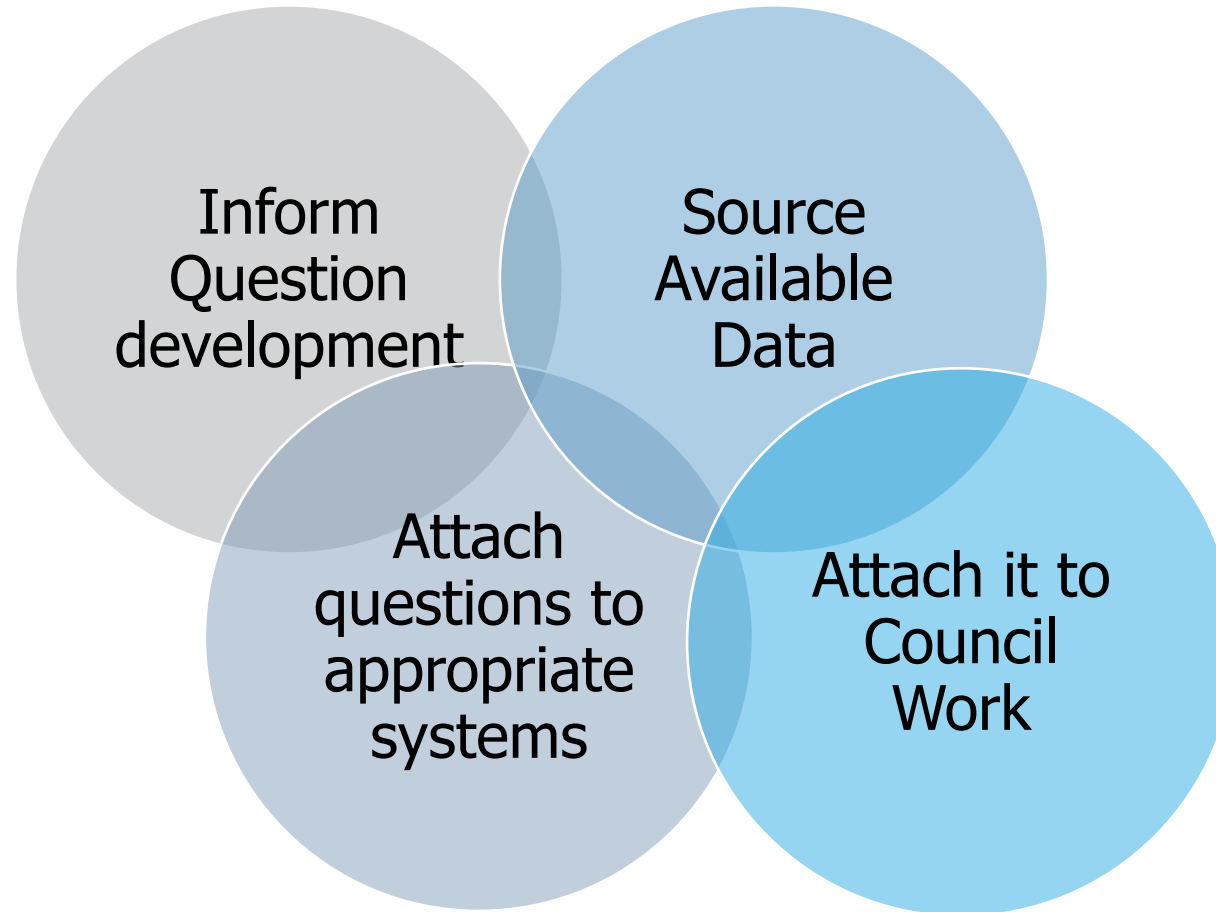 Inform
Question
development
Source
Available
Data
Attach
questions to
appropriate
systems
Attach it to
Council
Work